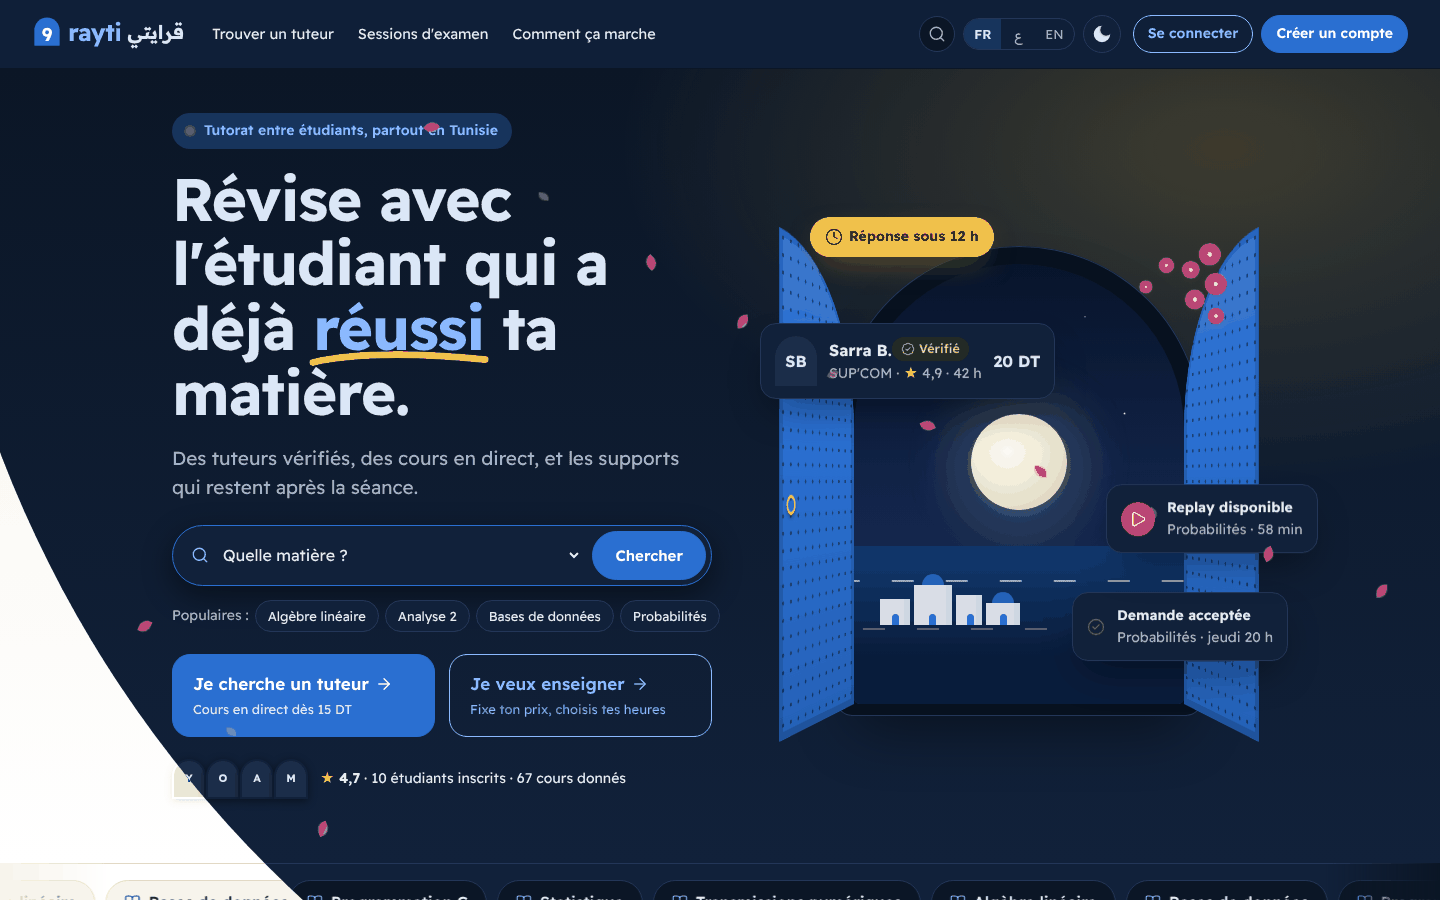 9 rayti قرايتي
Trouver un tuteur
Sessions d'examen
Comment ça marche
FR
ع
EN
Se connecter
Créer un compte
Tutorat entre étudiants, partout en Tunisie
Révise avec
l'étudiant qui a
déjà réussi ta
matière.
Des tuteurs vérifiés, des cours en direct, et les supports
qui restent après la séance.
Quelle matière ?
Chercher
Populaires :
Algèbre linéaire
Analyse 2
Bases de données
Probabilités
Je cherche un tuteur →
Cours en direct dès 15 DT
Je veux enseigner →
Fixe ton prix, choisis tes heures
Y O A M
★ 4,7 · 10 étudiants inscrits · 67 cours donnés
Réponse sous 12 h
SB
Sarra B.
Vérifié
SUP'COM · ★ 4,9 · 42 h
20 DT
Replay disponible
Probabilités · 58 min
Demande acceptée
Probabilités · jeudi 20 h
linéaire
Bases de données
Programmation C
Statistique
Transmissions numériques
Algèbre linéaire
Bases de données